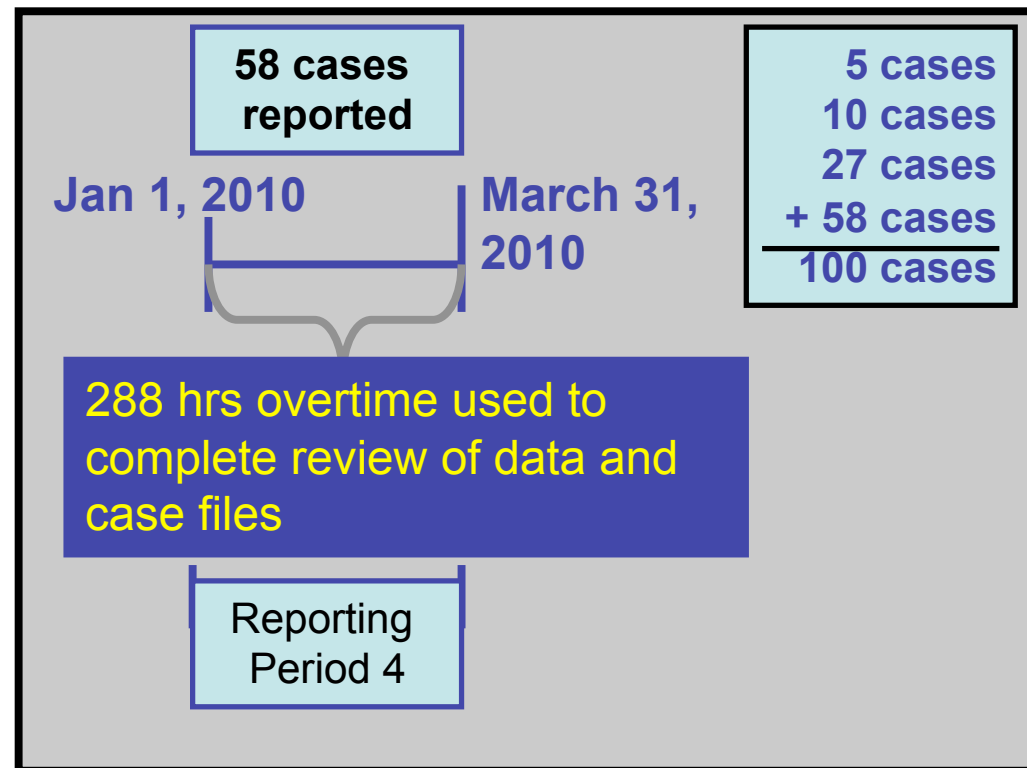 58 cases
reported
5 cases
10 cases
27 cases
+ 58 cases
100 cases
Jan 1, 2010
March 31,
2010
288 hrs overtime used to
complete review of data and
case files
Reporting
Period 4